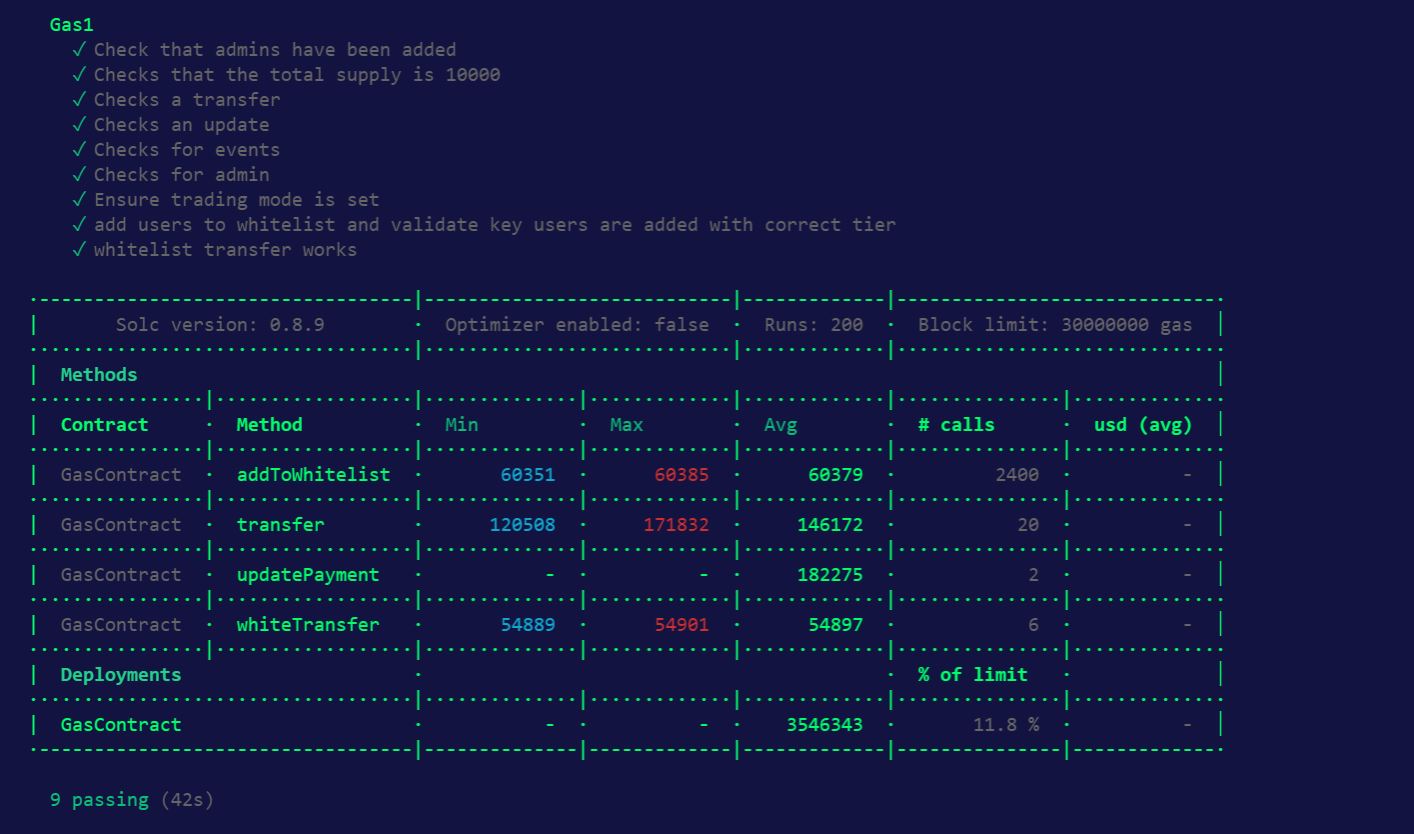 Gas1
✓ Check that admins have been added
✓ Checks that the total supply is 10000
✓ Checks a transfer
✓ Checks an update
✓ Checks for events
✓ Checks for admin
✓ Ensure trading mode is set
✓ add users to whitelist and validate key users are added with correct tier
✓ whitelist transfer works
Solc version: 0.8.9 · Optimizer enabled: false · Runs: 200 · Block limit: 30000000 gas
Methods
Contract · Method · Min · Max · Avg · # calls · usd (avg)
GasContract · addToWhitelist · 60351 · 60385 · 60379 · 2400 · -
GasContract · transfer · 120508 · 171832 · 146172 · 20 · -
GasContract · updatePayment · - · - · 182275 · 2 · -
GasContract · whiteTransfer · 54889 · 54901 · 54897 · 6 · -
Deployments · · % of limit ·
GasContract · - · - · 3546343 · 11.8 % · -
9 passing (42s)